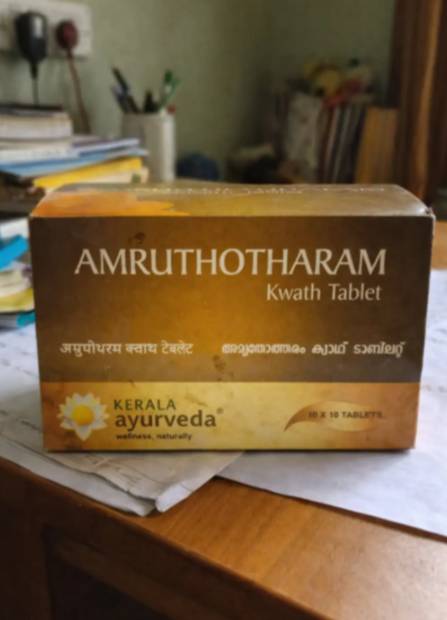 AMRUTHOTHARAM
Kwath Tablet
अमुपोथरम क्वाथ टेबलेट
അമൃതോത്തരം ക്വാഥ് ടാബ്ലറ്റ്
KERALA
ayurveda®
wellness, naturally
10 X 10 TABLETS